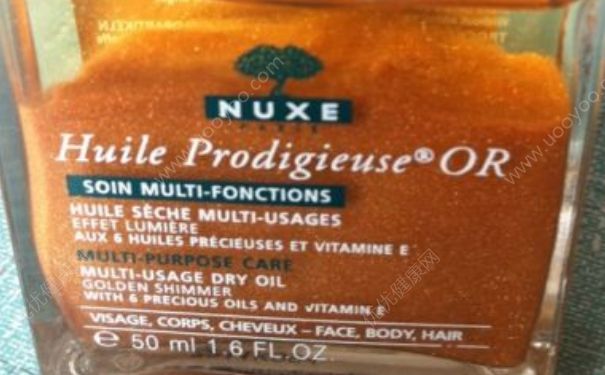 NUXE
PARIS
Huile Prodigieuse® OR
SOIN MULTI-FONCTIONS
HUILE SÈCHE MULTI-USAGES
EFFET LUMIÈRE
AUX 6 HUILES PRÉCIEUSES ET VITAMINE E
MULTI-PURPOSE CARE
MULTI-USAGE DRY OIL
GOLDEN SHIMMER
WITH 6 PRECIOUS OILS AND VITAMIN E
VISAGE, CORPS, CHEVEUX – FACE, BODY, HAIR
e 50 ml 1.6 FL.OZ.